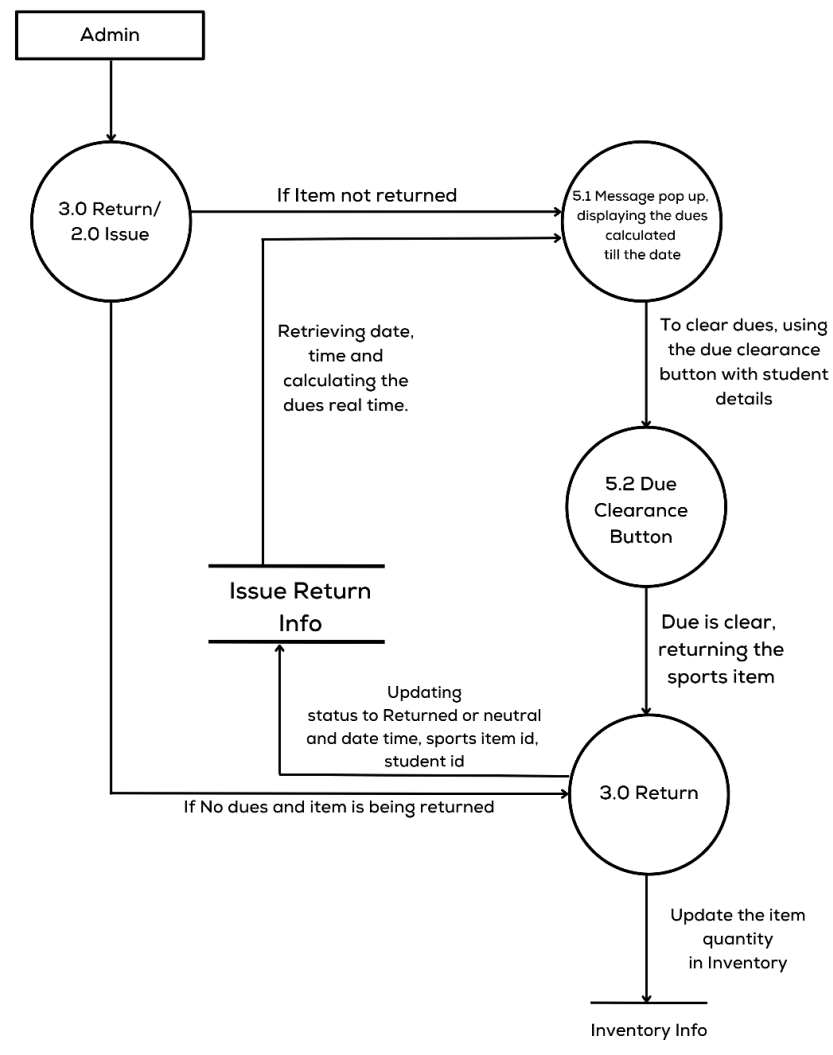 Admin
3.0 Return/
2.0 Issue
If Item not returned
5.1 Message pop up,
displaying the dues
calculated
till the date
Retrieving date,
time and
calculating the
dues real time.
To clear dues, using
the due clearance
button with student
details
5.2 Due
Clearance
Button
Issue Return
Info
Due is clear,
returning the
sports item
Updating
status to Returned or neutral
and date time, sports item id,
student id
3.0 Return
If No dues and item is being returned
Update the item
quantity
in Inventory
Inventory Info